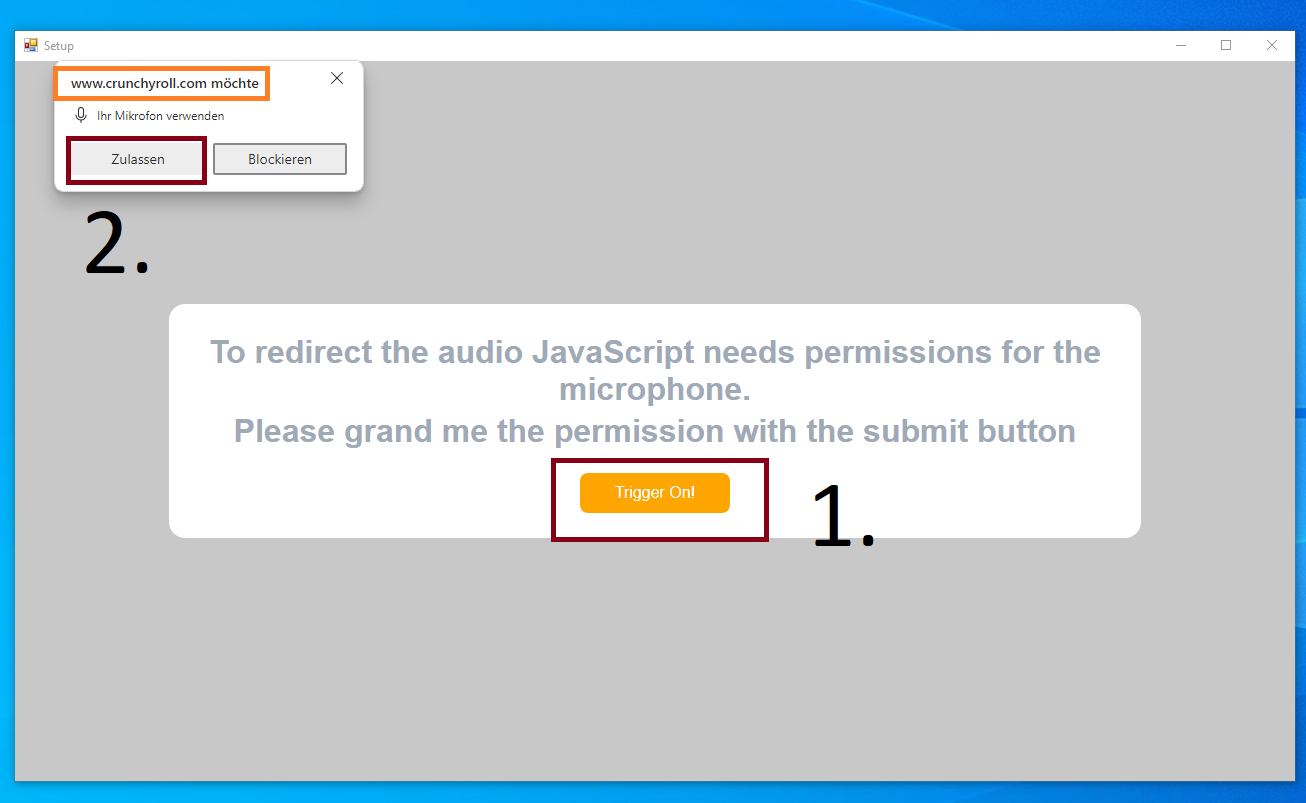 Setup
www.crunchyroll.com möchte
Ihr Mikrofon verwenden
Zulassen
Blockieren
2.
To redirect the audio JavaScript needs permissions for the
microphone.
Please grand me the permission with the submit button
Trigger On!
1.